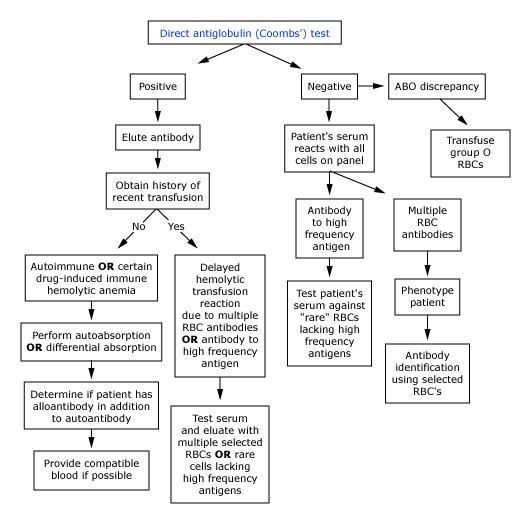 Direct antiglobulin (Coombs') test
Positive
Negative
ABO discrepancy
Elute antibody
Patient's serum
reacts with all
cells on panel
Transfuse
group O
RBCs
Obtain history of
recent transfusion
No
Yes
Antibody
to high
frequency
antigen
Multiple
RBC
antibodies
Autoimmune OR certain
drug-induced immune
hemolytic anemia
Delayed
hemolytic
transfusion
reaction
due to multiple
RBC antibodies
OR antibody to
high frequency
antigen
Test patient's
serum against
"rare" RBCs
lacking high
frequency
antigens
Phenotype
patient
Perform autoabsorption
OR differential absorption
Antibody
identification
using selected
RBC's
Determine if patient has
alloantibody in addition
to autoantibody
Test serum
and eluate with
multiple selected
RBCs OR rare
cells lacking
high frequency
antigens
Provide compatible
blood if possible